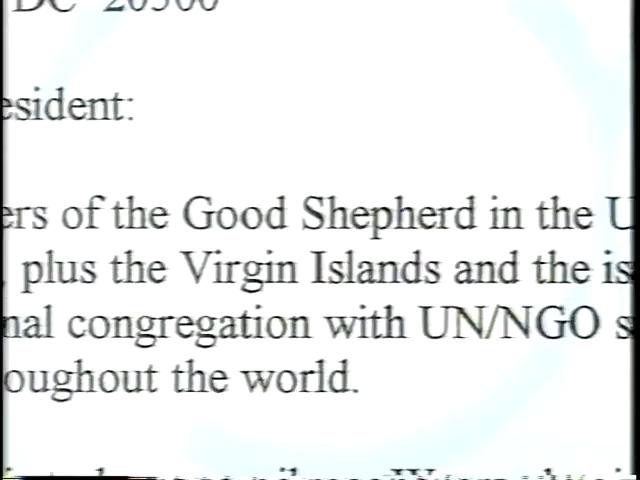 DC 20500
esident:
ers of the Good Shepherd in the U
, plus the Virgin Islands and the is
nal congregation with UN/NGO s
oughout the world.